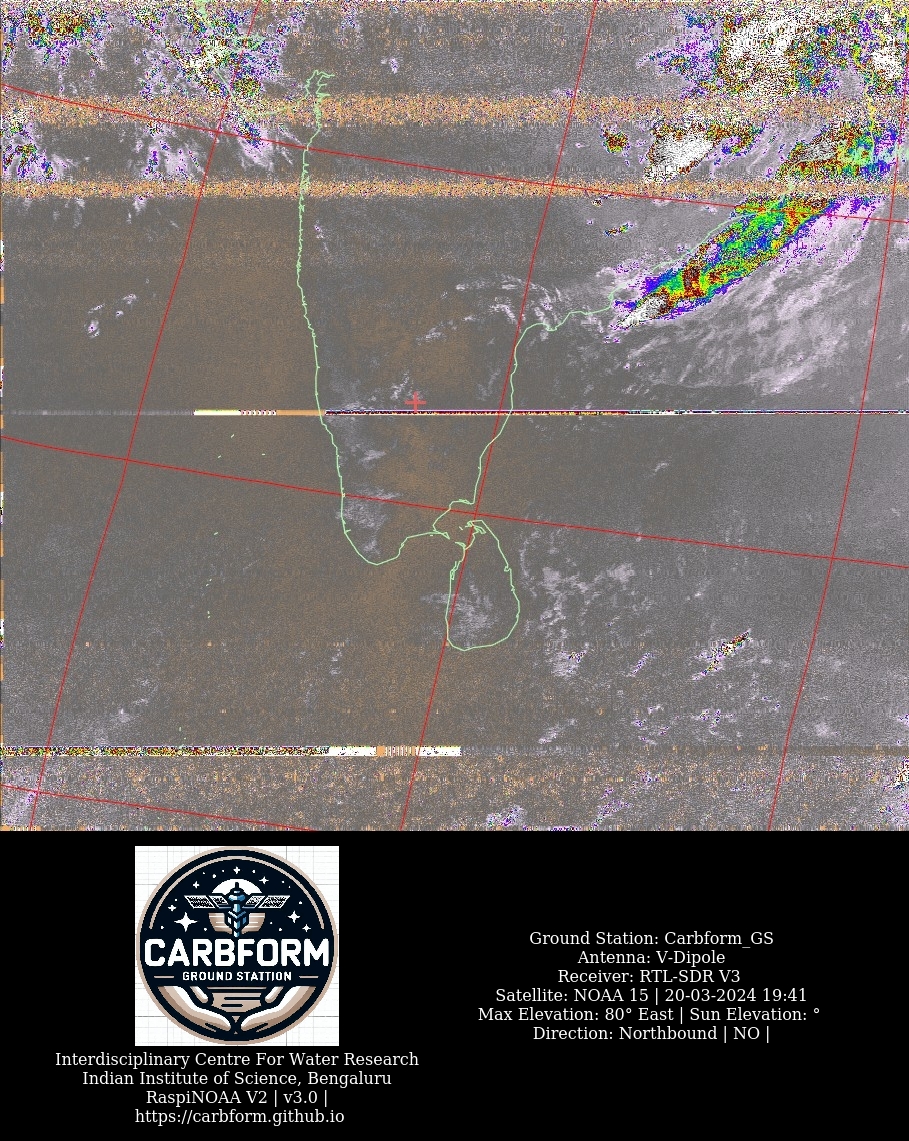 CARBFORM
GROUND STATTION
Interdisciplinary Centre For Water Research
Indian Institute of Science, Bengaluru
RaspiNOAA V2 | v3.0 |
https://carbform.github.io
Ground Station: Carbform_GS
Antenna: V-Dipole
Receiver: RTL-SDR V3
Satellite: NOAA 15 | 20-03-2024 19:41
Max Elevation: 80° East | Sun Elevation: °
Direction: Northbound | NO |